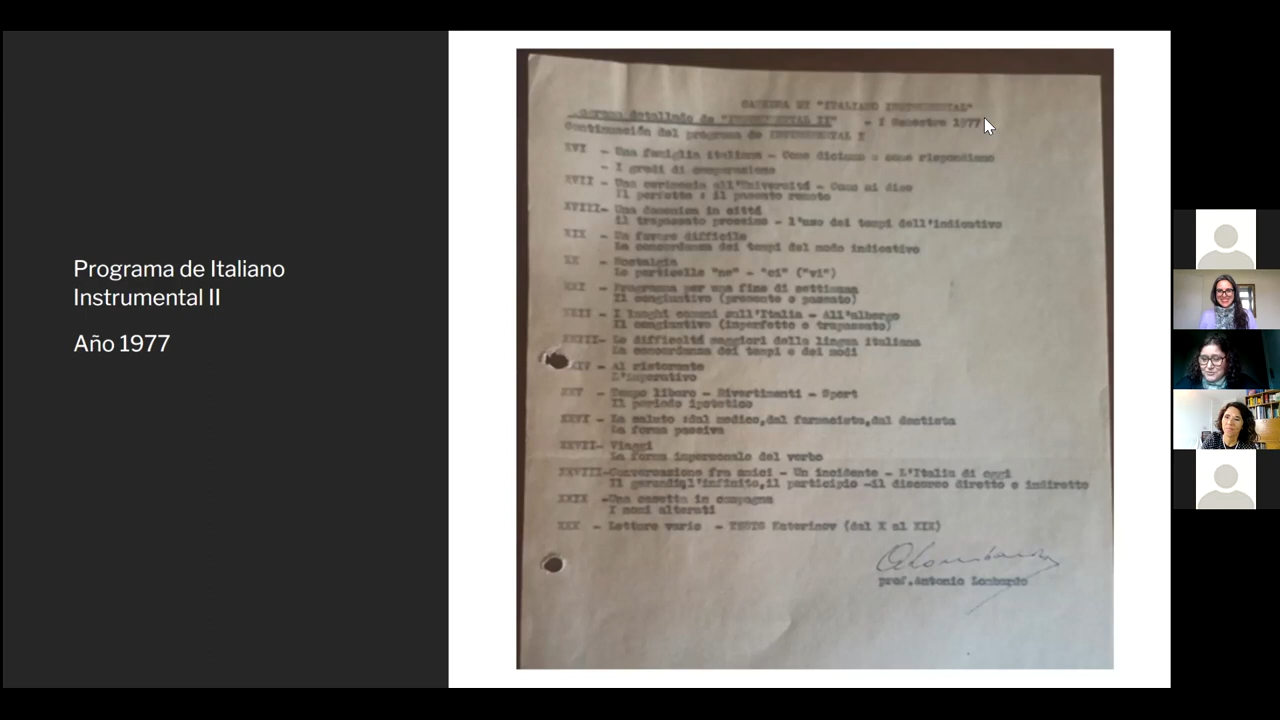 Programa de Italiano
Instrumental II
Año 1977
CATEDRA DE "ITALIANO INSTRUMENTAL"
detallado de "INSTRUMENTAL II" - I Semestre 1977
Continuación del programa de INSTRUMENTAL I
XVI - Una famiglia italiana - Come diciamo e come rispondiamo
- I gradi di comparazione
XVII - Una cerimonia all'Universitá - Come si dice
Il perfetto : il passato remoto
XVIII- Una domenica in cittá
il trapassato prossimo - l'uso dei tempi dell'indicativo
XIX - Un favore difficile
La concordanza dei tempi del modo indicativo
XX - Nostalgia
Le particelle "ne" - "ci" ("vi")
XXI - Programma per una fine di settimana
Il congiuntivo (presente e passato)
XXII - I luoghi comuni sull'Italia - All'albergo
Il congiuntivo (imperfetto e trapassato)
XXIII- Le difficoltá maggiori della lingua italiana
La concordanza dei tempi e dei modi
XIV - Al ristorante
L'imperativo
XXV - Tempo libero - Divertimenti - Sport
Il periodo ipotetico
XXVI - La salute :dal medico,dal farmacista,dal dentista
La forma passiva
XXVII- Viaggi
La forma impersonale del verbo
XXVIII-Conversazione fra amici - Un incidente - L'Italia di oggi
Il gerundio, l'infinito,il participio -il discorso diretto e indiretto
XXIX -Una casetta in campagna
I nomi alterati
XXX - Letture varie - TESTO Katerinov (dal X al XIX)
prof.Antonio Lombardo